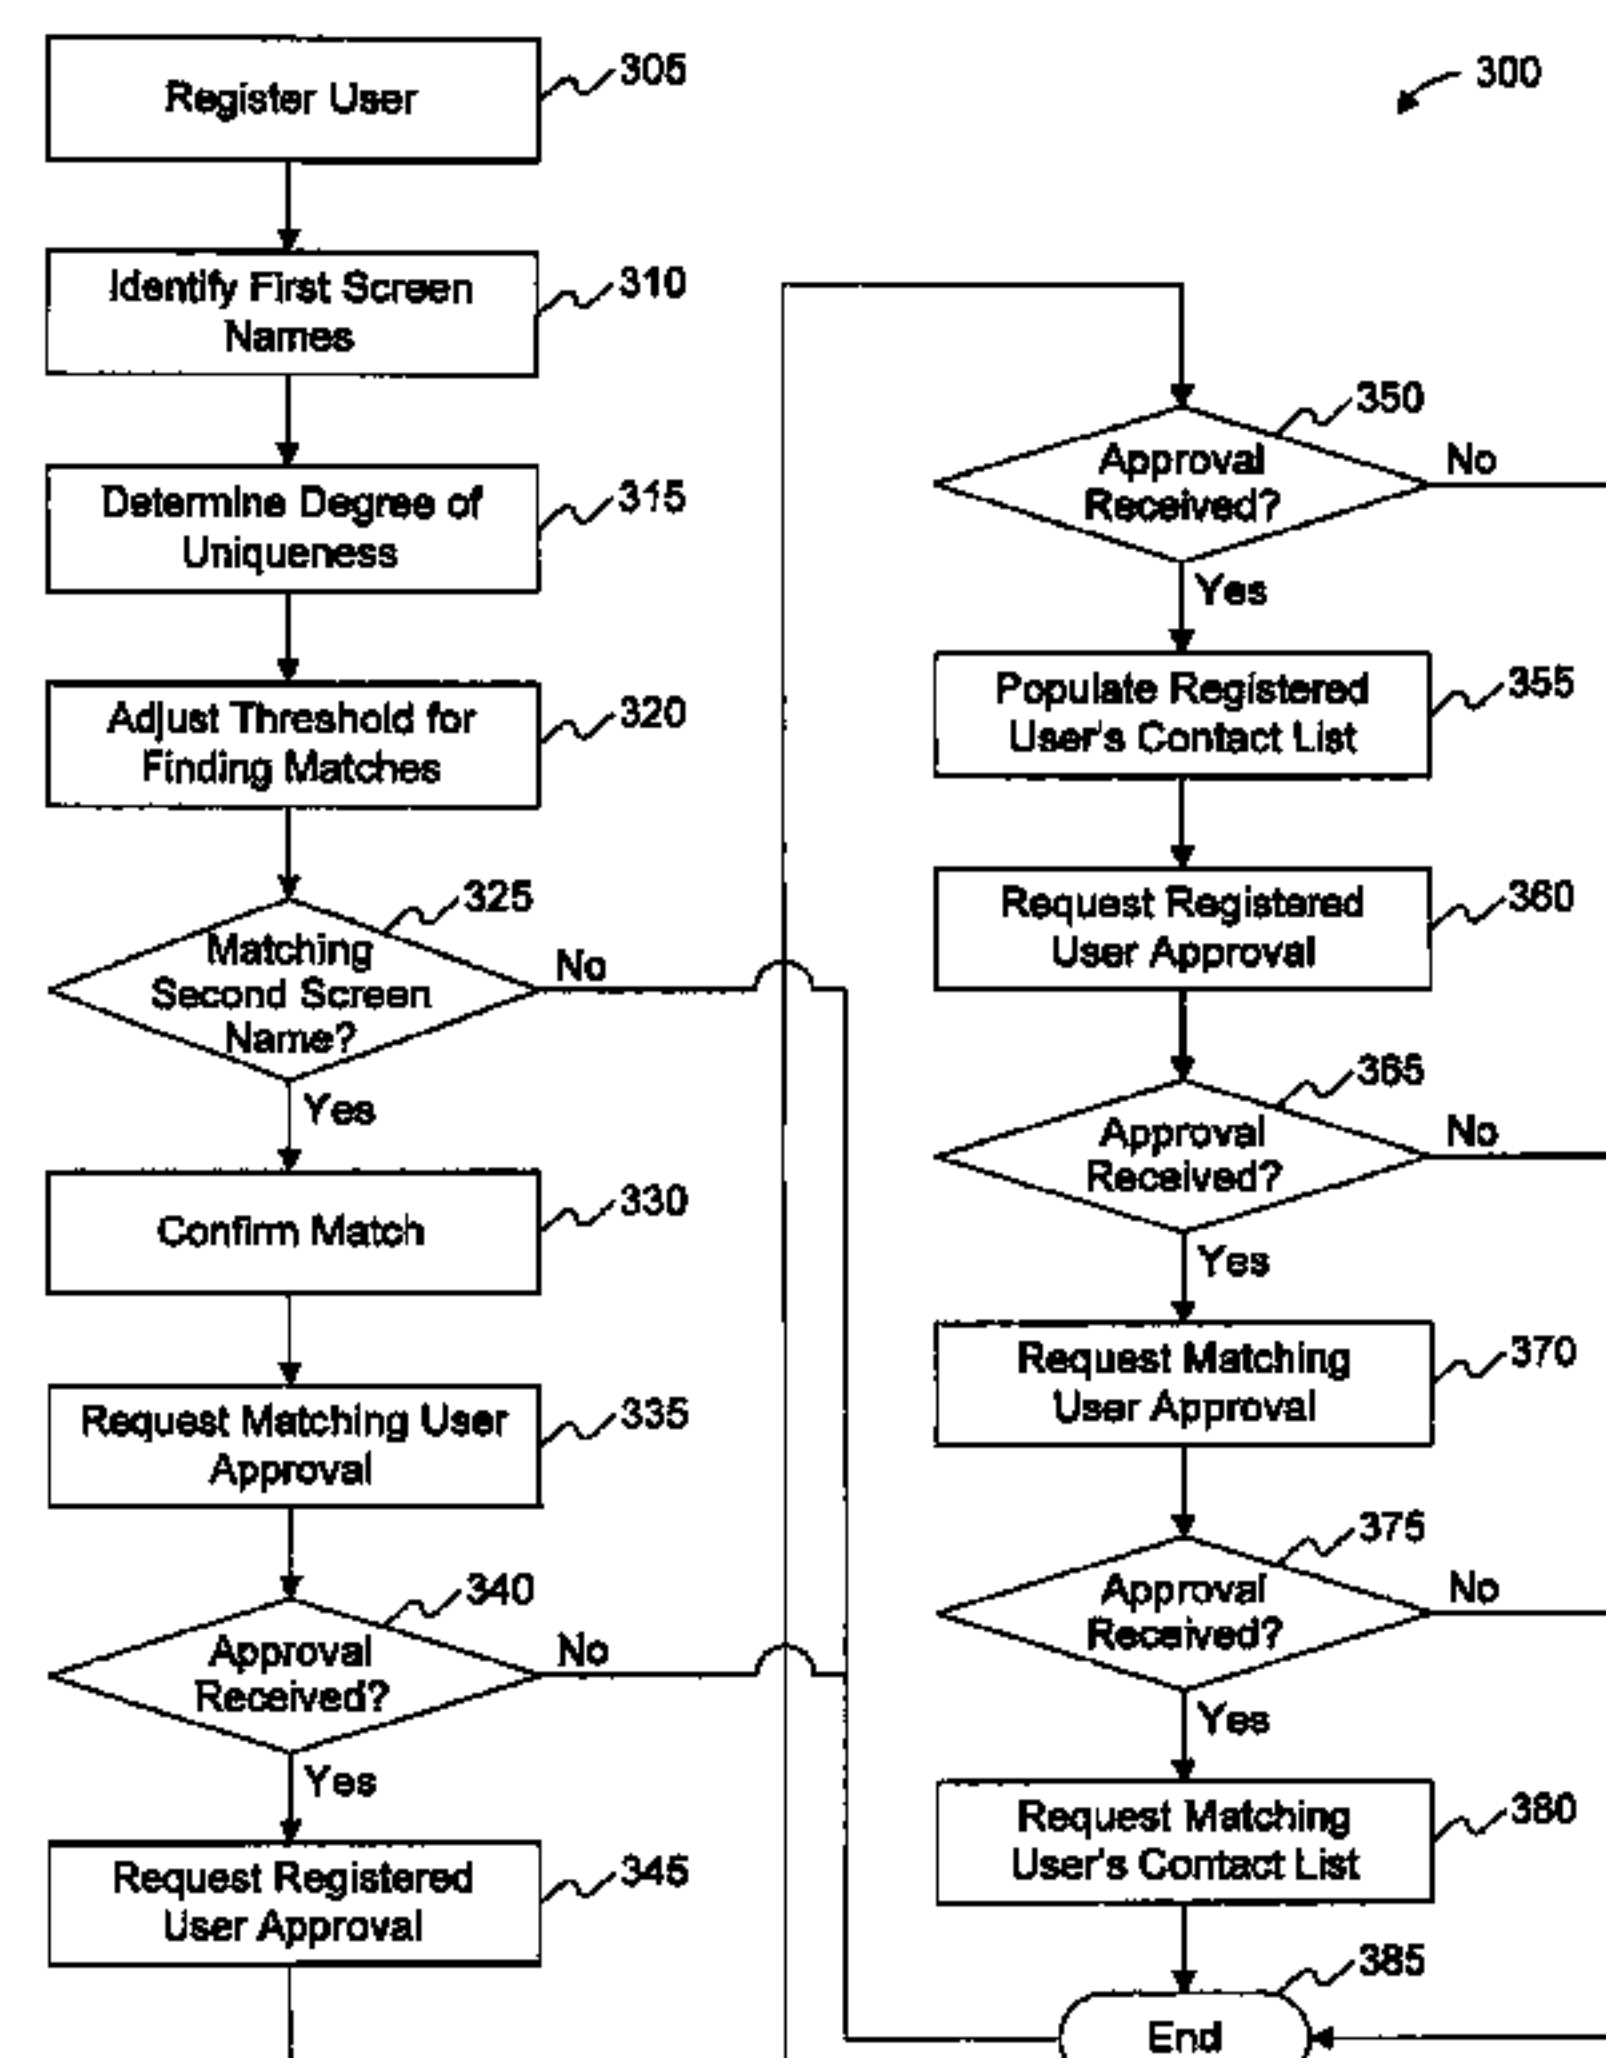 300
Register User
305
Identify First Screen
Names
310
Determine Degree of
Uniqueness
315
Adjust Threshold for
Finding Matches
320
Matching
Second Screen
Name?
325
No
Yes
Confirm Match
330
Request Matching User
Approval
335
Approval
Received?
340
No
Yes
Request Registered
User Approval
345
Approval
Received?
350
No
Yes
Populate Registered
User's Contact List
355
Request Registered
User Approval
360
Approval
Received?
365
No
Yes
Request Matching
User Approval
370
Approval
Received?
375
No
Yes
Request Matching
User's Contact List
380
End
385